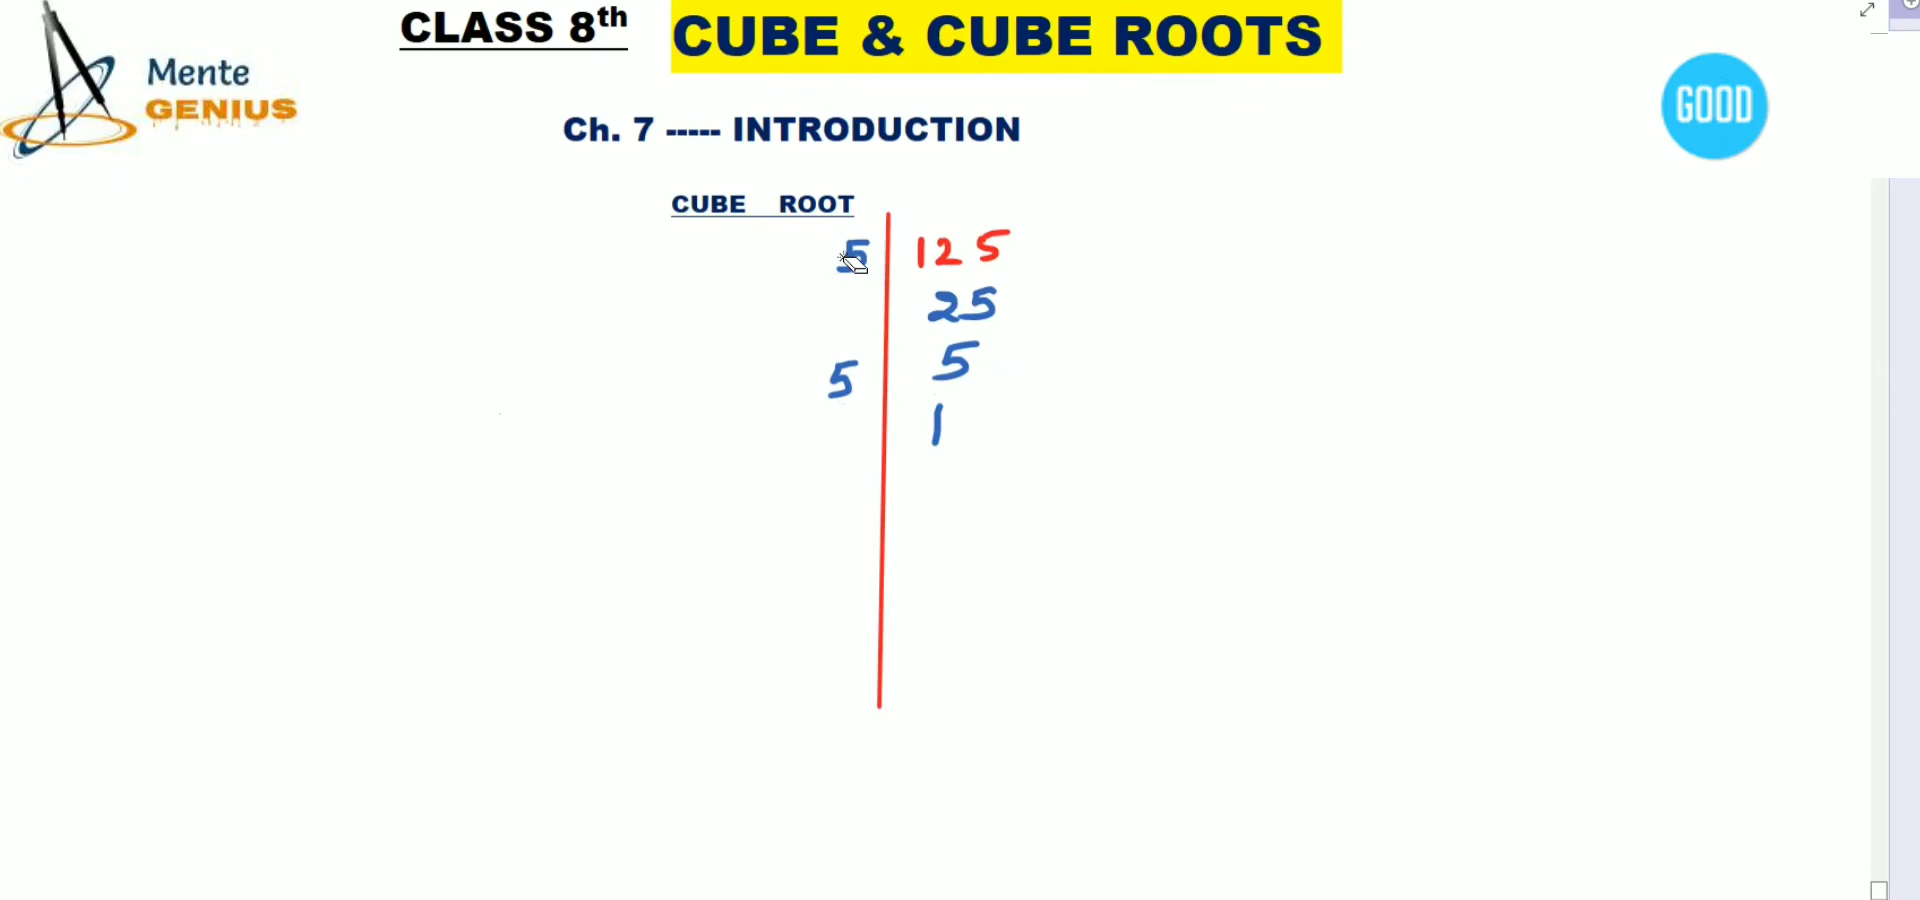 CLASS 8th CUBE & CUBE ROOTS
Mente
GENIUS
GOOD
Ch. 7 ----- INTRODUCTION
CUBE ROOT
5 125
25
5 5
1